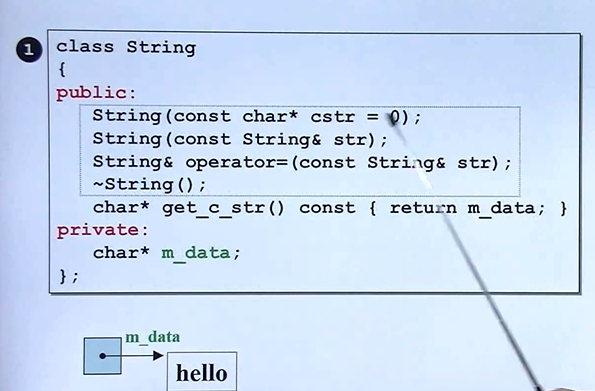 1
class String
{
public:
String(const char* cstr = 0);
String(const String& str);
String& operator=(const String& str);
~String();
char* get_c_str() const { return m_data; }
private:
char* m_data;
};
m_data
hello